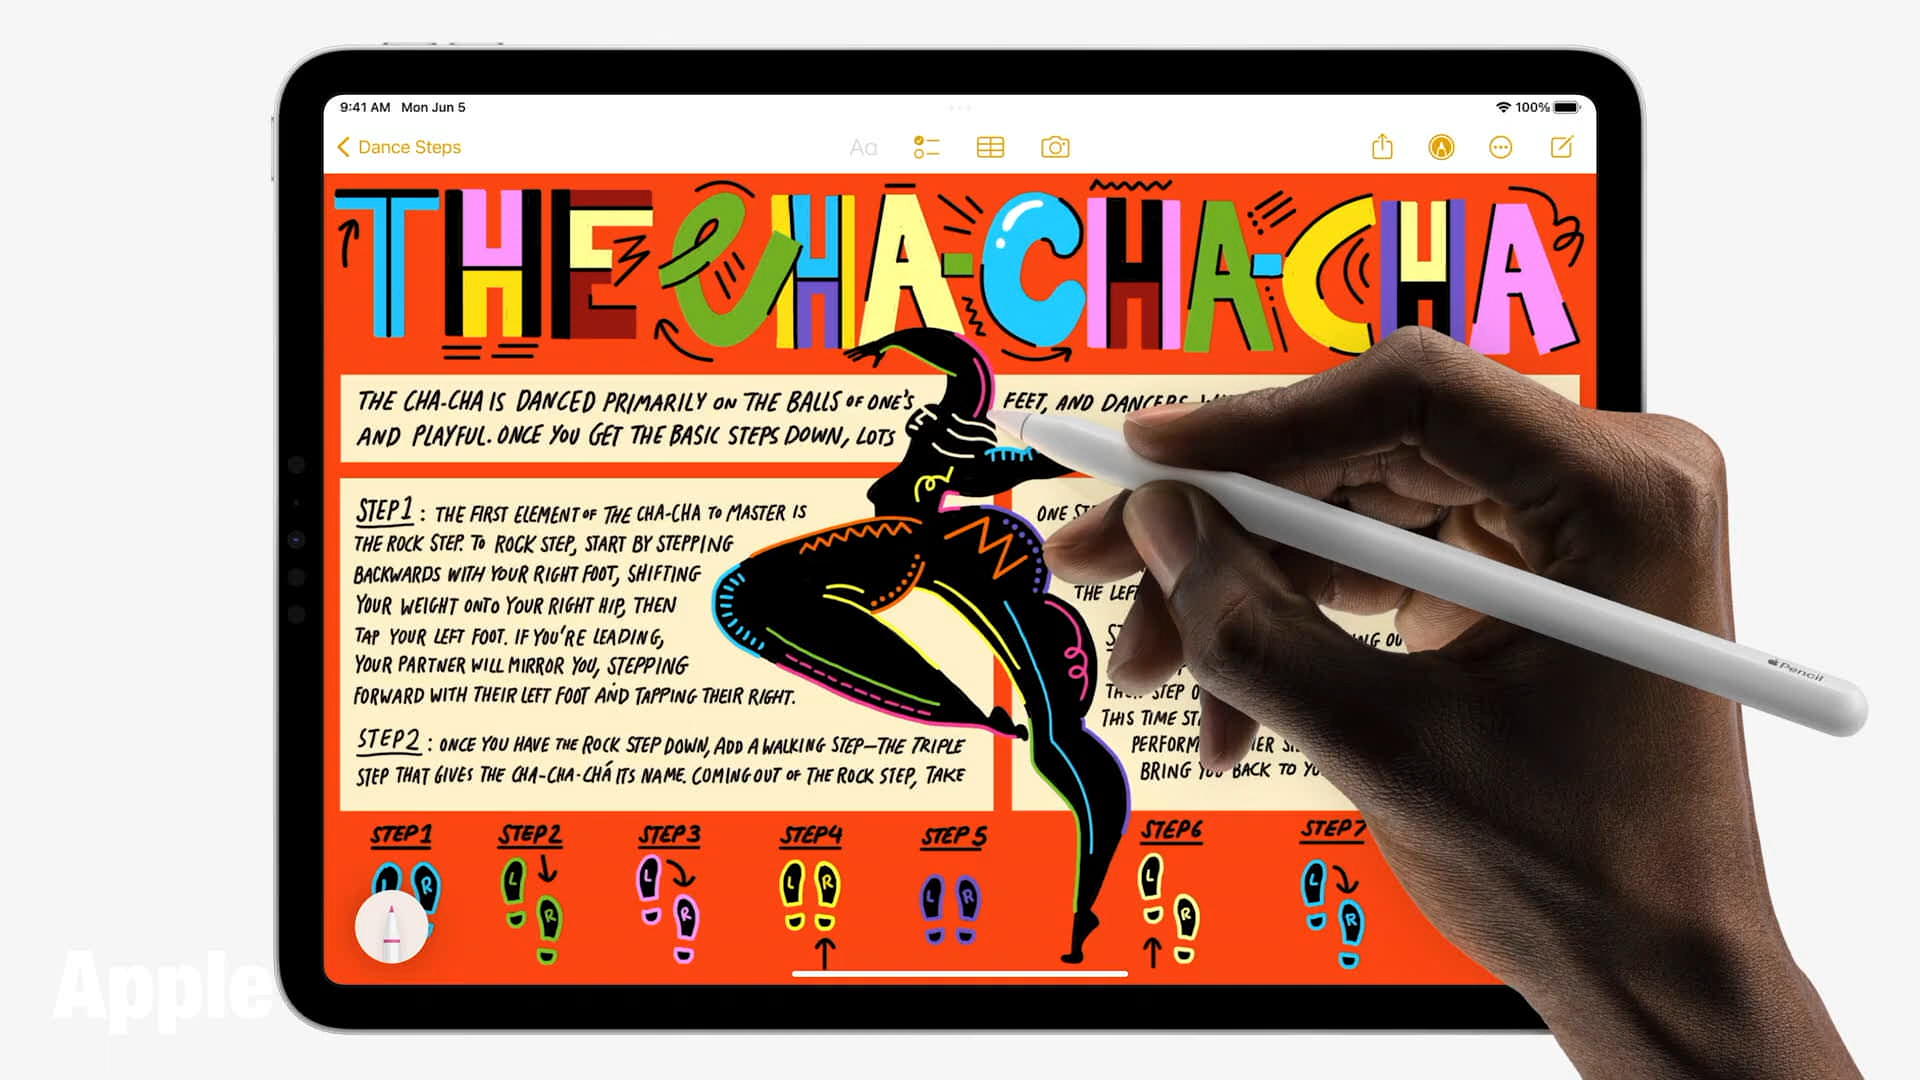 9:41 AM Mon Jun 5
100%
Dance Steps
Aa
THE CHA-CHA-CHA
THE CHA-CHA IS DANCED PRIMARILY ON THE BALLS OF ONE'S FEET, AND DANCERS
AND PLAYFUL. ONCE YOU GET THE BASIC STEPS DOWN, LOTS
STEP 1: THE FIRST ELEMENT OF THE CHA-CHA TO MASTER IS
THE ROCK STEP. TO ROCK STEP, START BY STEPPING
BACKWARDS WITH YOUR RIGHT FOOT, SHIFTING
YOUR WEIGHT ONTO YOUR RIGHT HIP, THEN
TAP YOUR LEFT FOOT. IF YOU'RE LEADING,
YOUR PARTNER WILL MIRROR YOU, STEPPING
FORWARD WITH THEIR LEFT FOOT AND TAPPING THEIR RIGHT.
STEP 2: ONCE YOU HAVE THE ROCK STEP DOWN, ADD A WALKING STEP—THE TRIPLE
STEP THAT GIVES THE CHA-CHA-CHÁ ITS NAME. COMING OUT OF THE ROCK STEP, TAKE
ONE
THE LEFT
STEP O
THIS TIME
PERFORM
BRING YOU BACK TO
STEP 1 STEP 2 STEP 3 STEP 4 STEP 5 STEP 6 STEP 7
L R L R L R L R L R L R L R
Pencil
Apple